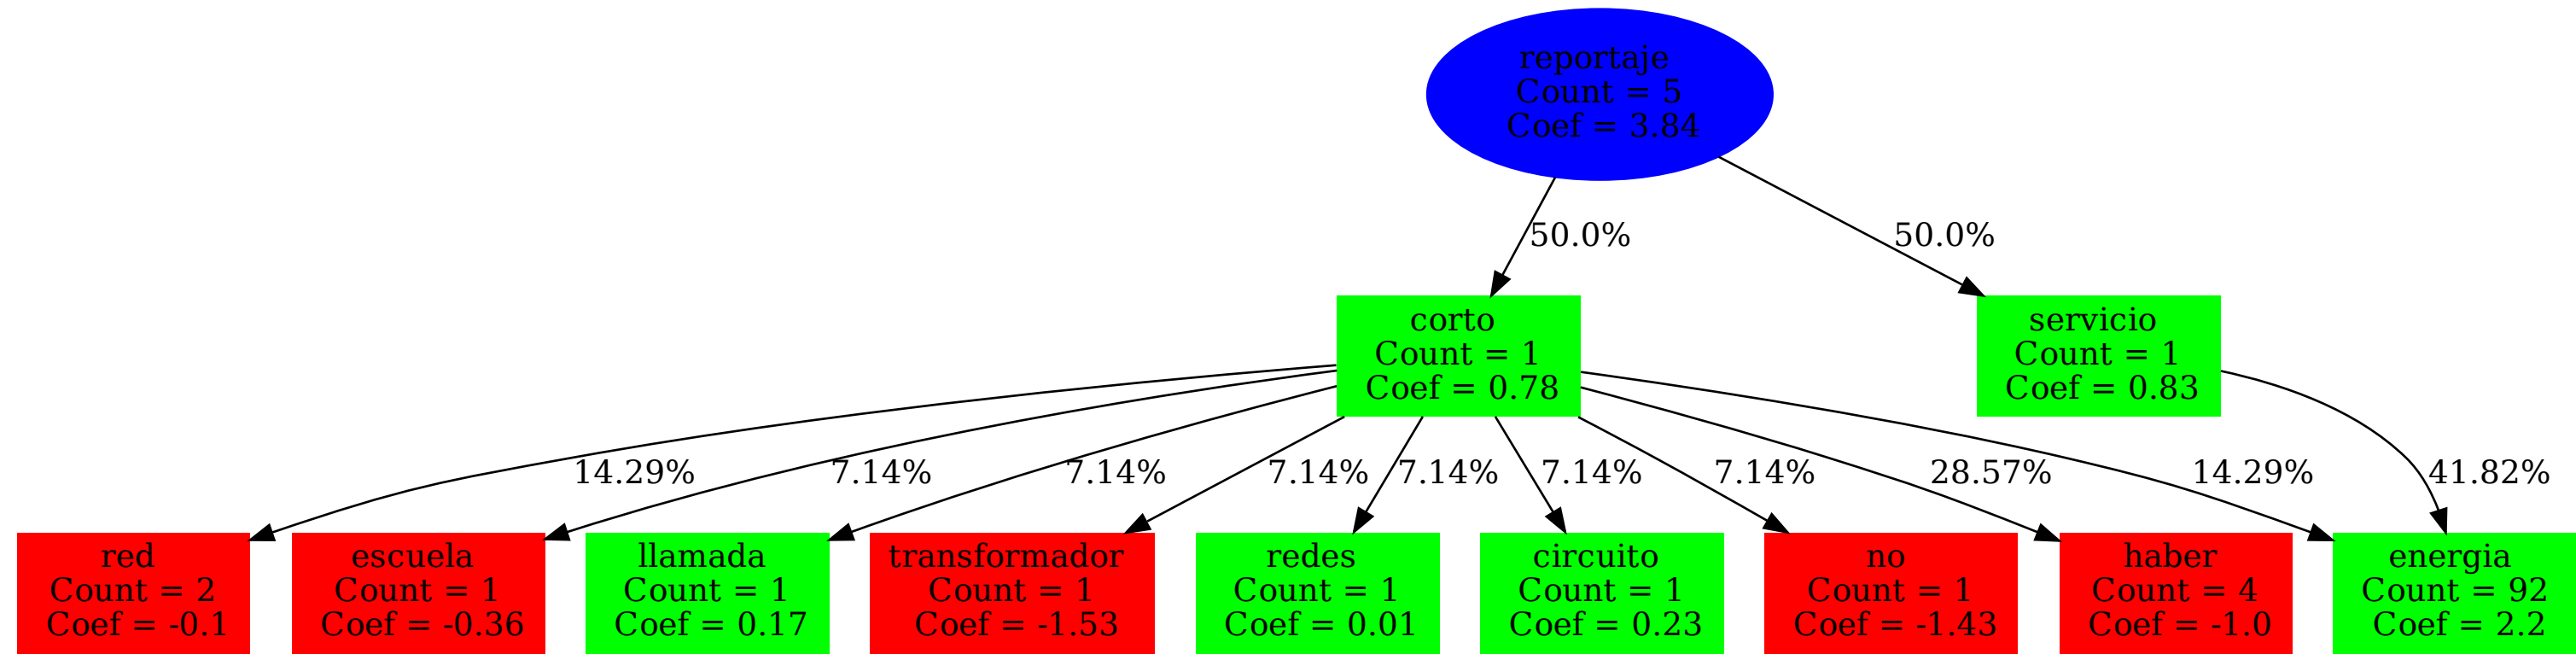 reportaje
Count = 5
Coef = 3.84
50.0%
50.0%
corto
Count = 1
Coef = 0.78
servicio
Count = 1
Coef = 0.83
14.29%
7.14%
7.14%
7.14%
7.14%
7.14%
7.14%
28.57%
14.29%
41.82%
red
Count = 2
Coef = -0.1
escuela
Count = 1
Coef = -0.36
llamada
Count = 1
Coef = 0.17
transformador
Count = 1
Coef = -1.53
redes
Count = 1
Coef = 0.01
circuito
Count = 1
Coef = 0.23
no
Count = 1
Coef = -1.43
haber
Count = 4
Coef = -1.0
energia
Count = 92
Coef = 2.2